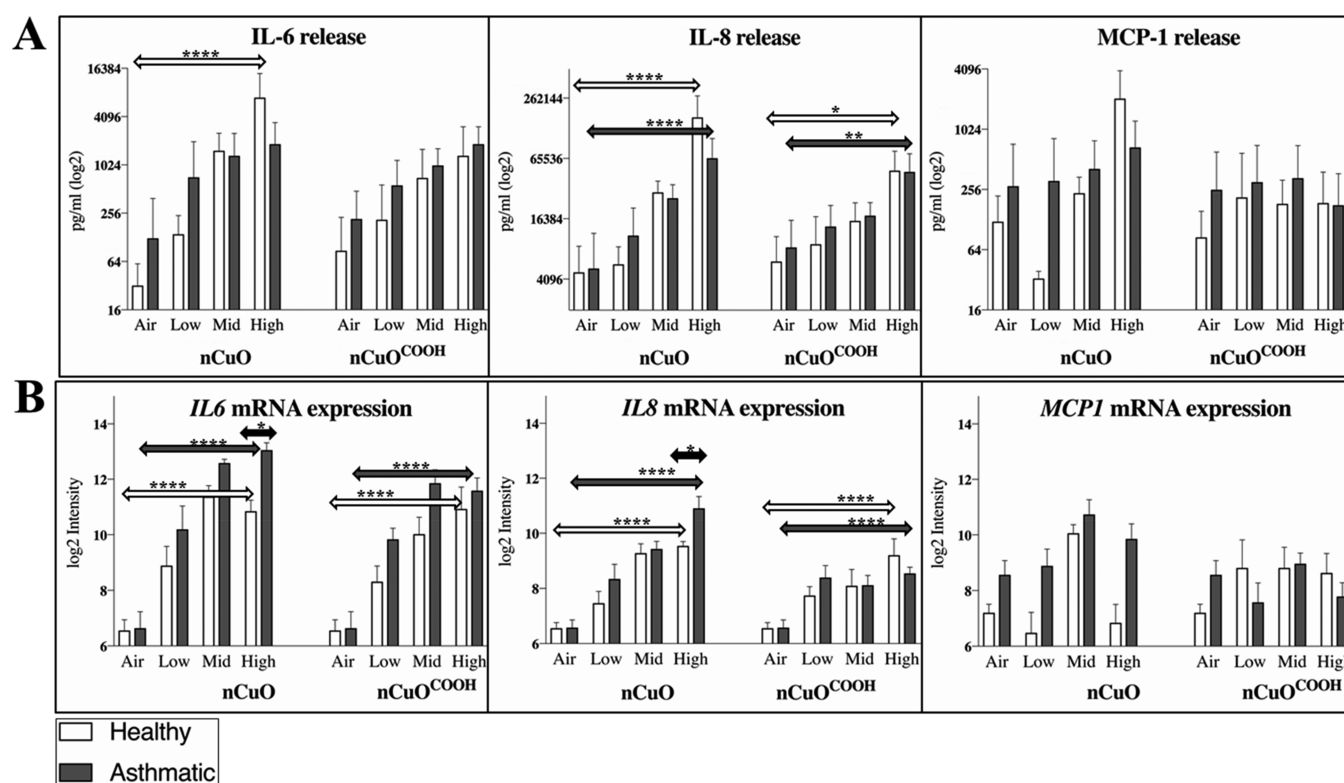 A
IL-6 release
IL-8 release
MCP-1 release
pg/ml (log2)
16384
4096
1024
256
64
16
****
Air Low Mid High Air Low Mid High
nCuO nCuO^COOH
pg/ml (log2)
262144
65536
16384
4096
****
****
*
**
Air Low Mid High Air Low Mid High
nCuO nCuO^COOH
pg/ml (log2)
4096
1024
256
64
16
Air Low Mid High Air Low Mid High
nCuO nCuO^COOH
B
IL6 mRNA expression
IL8 mRNA expression
MCP1 mRNA expression
log2 Intensity
14
12
10
8
6
*
****
****
****
****
Air Low Mid High Air Low Mid High
nCuO nCuO^COOH
log2 Intensity
14
12
10
8
6
*
****
****
****
****
Air Low Mid High Air Low Mid High
nCuO nCuO^COOH
log2 Intensity
14
12
10
8
6
Air Low Mid High Air Low Mid Hig
nCuO nCuO^COOH
Healthy
Asthmatic